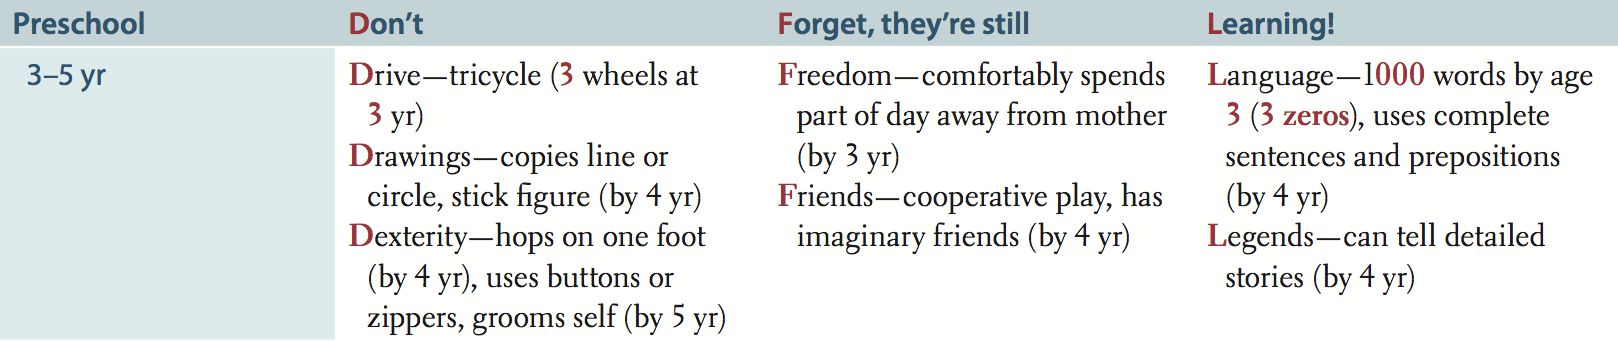 Preschool
Don't
Forget, they're still
Learning!
3–5 yr
Drive—tricycle (3 wheels at
3 yr)
Drawings—copies line or
circle, stick figure (by 4 yr)
Dexterity—hops on one foot
(by 4 yr), uses buttons or
zippers, grooms self (by 5 yr)
Freedom—comfortably spends
part of day away from mother
(by 3 yr)
Friends—cooperative play, has
imaginary friends (by 4 yr)
Language—1000 words by age
3 (3 zeros), uses complete
sentences and prepositions
(by 4 yr)
Legends—can tell detailed
stories (by 4 yr)